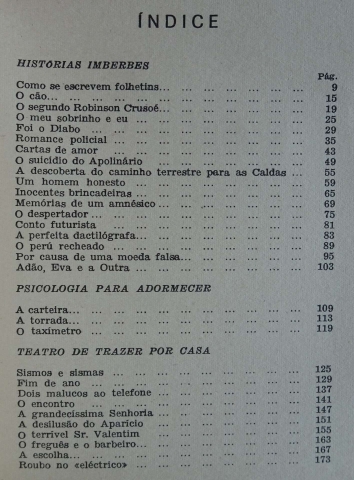 ÍNDICE
HISTÓRIAS IMBERBES
Pág.
Como se escrevem folhetins... ... ... ... ... ... 9
O cão... ... ... ... ... ... ... ... ... ... 15
O segundo Robinson Crusoé... ... ... ... ... ... 19
O meu sobrinho e eu ... ... ... ... ... ... ... 25
Foi o Diabo ... ... ... ... ... ... ... ... 29
Romance policial ... ... ... ... ... ... ... 35
Cartas de amor ... ... ... ... ... ... ... 43
O suicídio do Apolinário ... ... ... ... ... ... 49
A descoberta do caminho terrestre para as Caldas ... ... 55
Um homem honesto ... ... ... ... ... ... ... 59
Inocentes brincadeiras ... ... ... ... ... ... ... 65
Memórias de um amnésico ... ... ... ... ... ... 69
O despertador ... ... ... ... ... ... ... ... 75
Conto futurista ... ... ... ... ... ... ... 81
A perfeita dactilógrafa... ... ... ... ... ... ... 83
O perú recheado ... ... ... ... ... ... ... 89
Por causa de uma moeda falsa... ... ... ... ... 95
Adão, Eva e a Outra ... ... ... ... ... ... ... 103
PSICOLOGIA PARA ADORMECER
A carteira... ... ... ... ... ... ... ... ... 109
A torrada... ... ... ... ... ... ... ... ... 113
O taxímetro ... ... ... ... ... ... ... ... 119
TEATRO DE TRAZER POR CASA
Sismos e sismas ... ... ... ... ... ... ... 125
Fim de ano ... ... ... ... ... ... ... ... 129
Dois malucos ao telefone ... ... ... ... ... ... 137
O encontro ... ... ... ... ... ... ... ... 141
A grandecíssima Senhoria ... ... ... ... ... ... 147
A desilusão do Aparício ... ... ... ... ... ... 151
O terrível Sr. Valentim ... ... ... ... ... ... 155
O freguês e o barbeiro... ... ... ... ... ... ... 163
A escolha... ... ... ... ... ... ... ... ... 167
Roubo no «eléctrico» ... ... ... ... ... ... ... 173